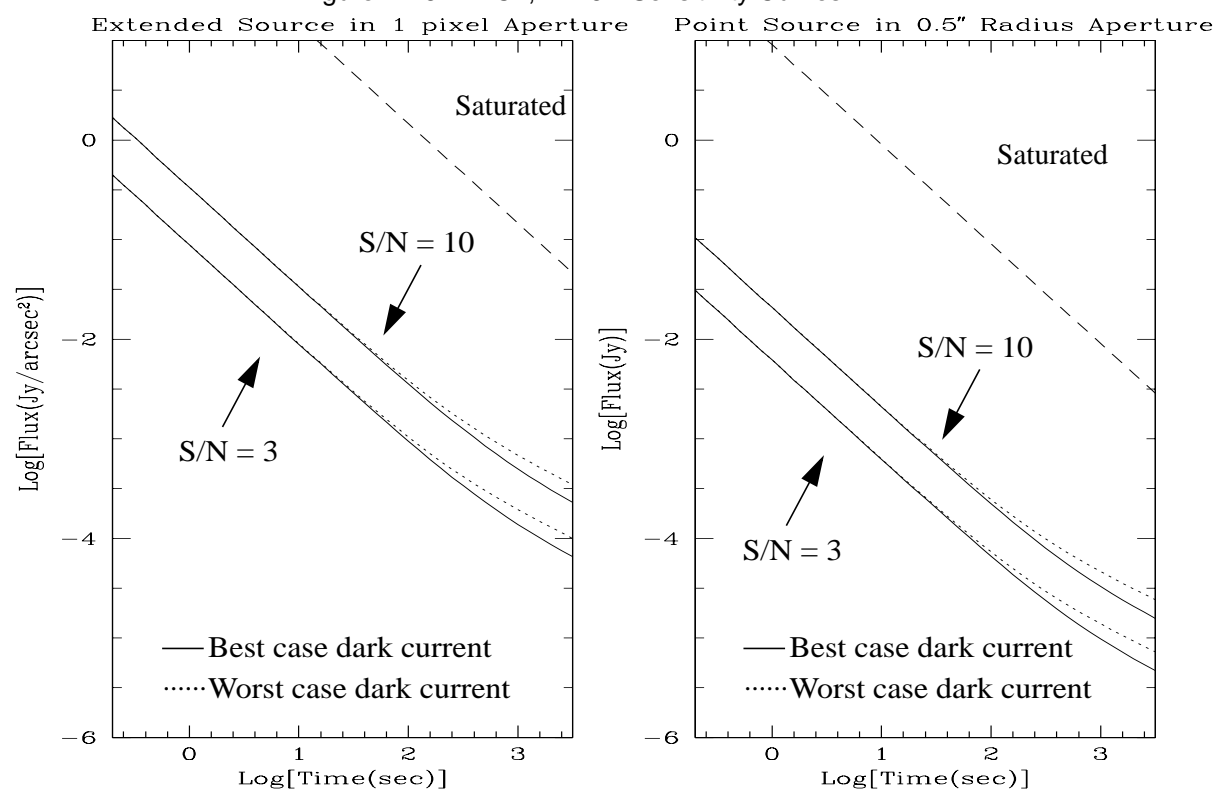 Extended Source in 1 pixel Aperture
Saturated
0
S/N = 10
Log[Flux(Jy/arcsec²)]
−2
S/N = 3
−4
Best case dark current
Worst case dark current
−6
0 1 2 3
Log[Time(sec)]
Point Source in 0.5″ Radius Aperture
0
Saturated
Log[Flux(Jy)]
−2
S/N = 10
S/N = 3
−4
Best case dark current
Worst case dark current
−6
0 1 2 3
Log[Time(sec)]